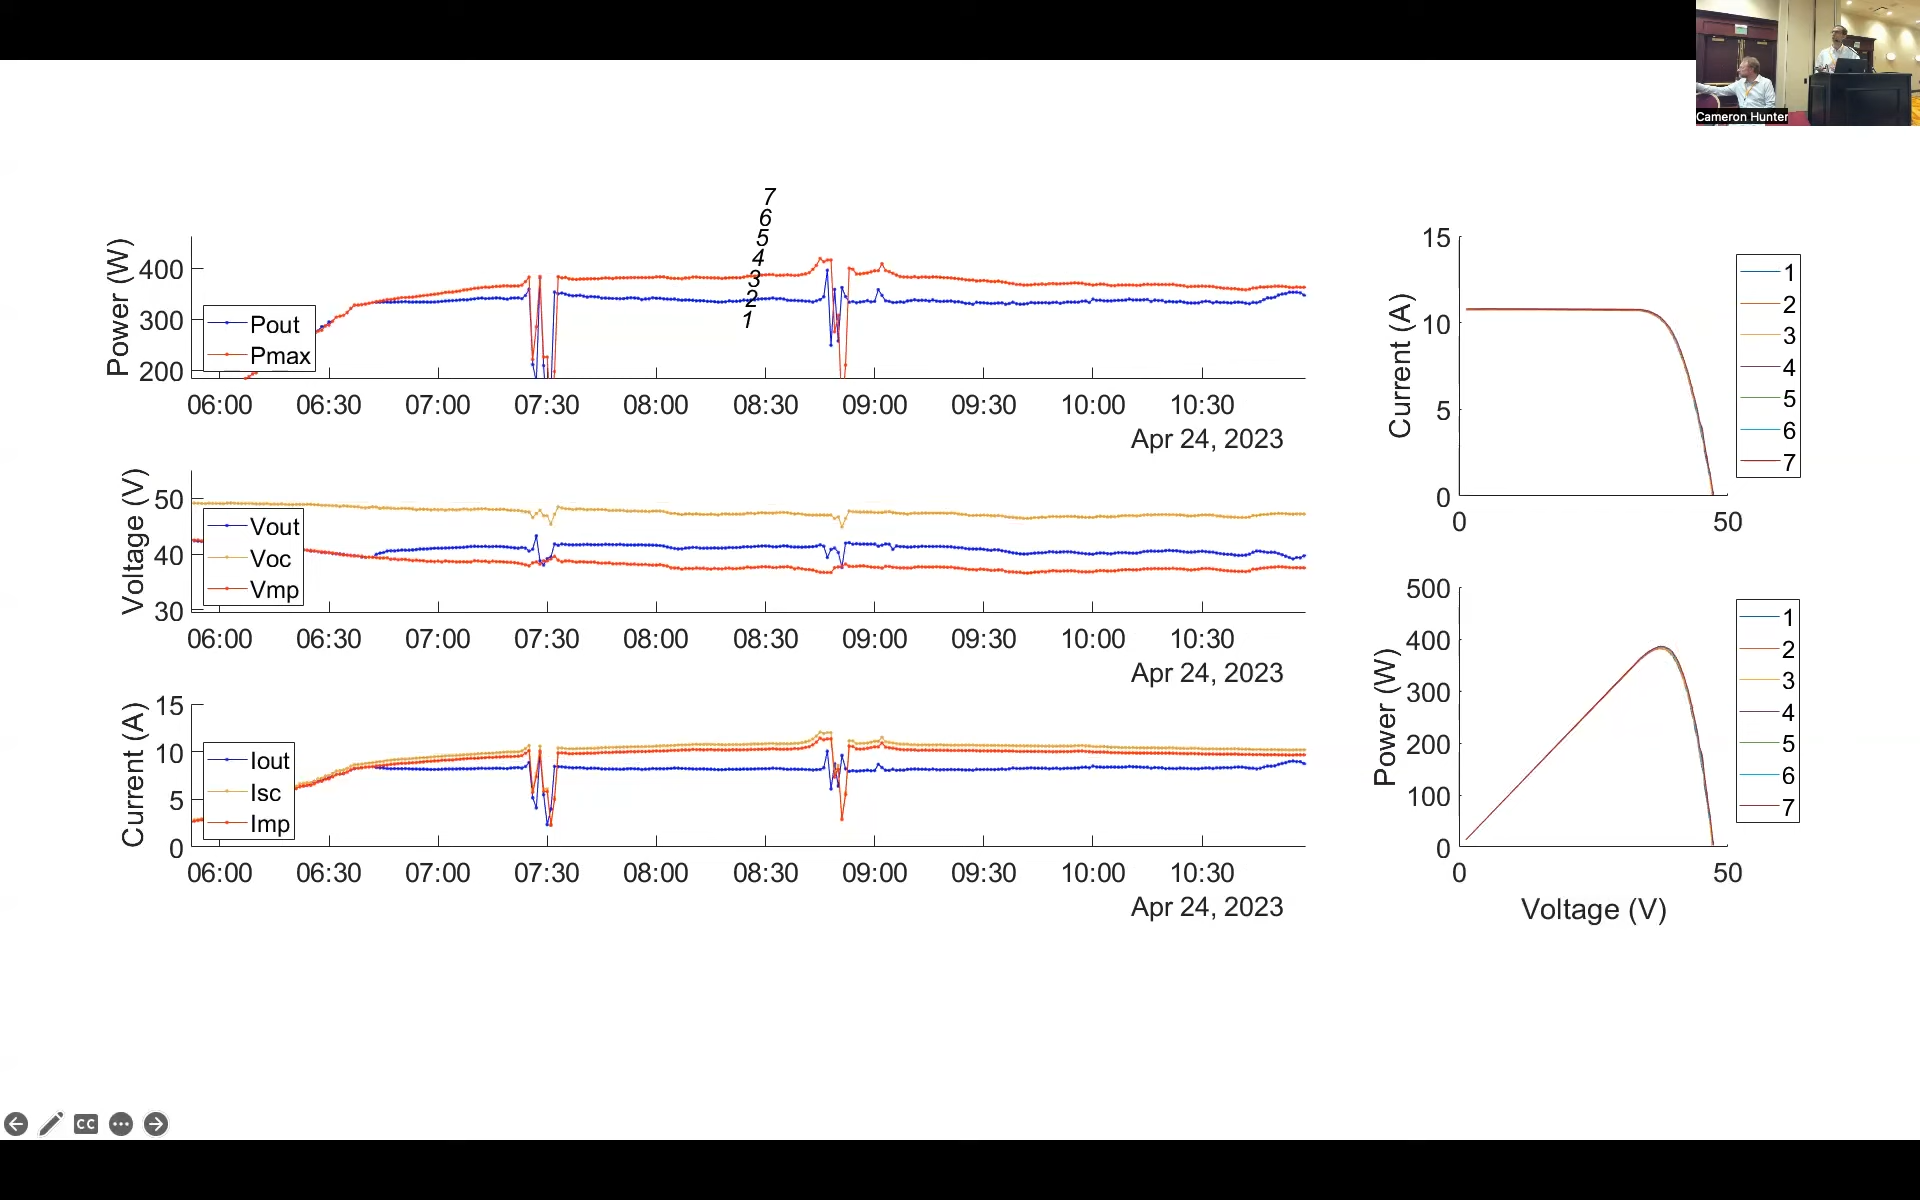 Cameron Hunter
7
6
5
4
3
2
1
Power (W)
400
300
200
Pout
Pmax
06:00 06:30 07:00 07:30 08:00 08:30 09:00 09:30 10:00 10:30
Apr 24, 2023
Voltage (V)
50
40
30
Vout
Voc
Vmp
06:00 06:30 07:00 07:30 08:00 08:30 09:00 09:30 10:00 10:30
Apr 24, 2023
Current (A)
15
10
5
0
Iout
Isc
Imp
06:00 06:30 07:00 07:30 08:00 08:30 09:00 09:30 10:00 10:30
Apr 24, 2023
Current (A)
15
10
5
0
0 50
1
2
3
4
5
6
7
Power (W)
500
400
300
200
100
0
0 50
Voltage (V)
1
2
3
4
5
6
7
CC